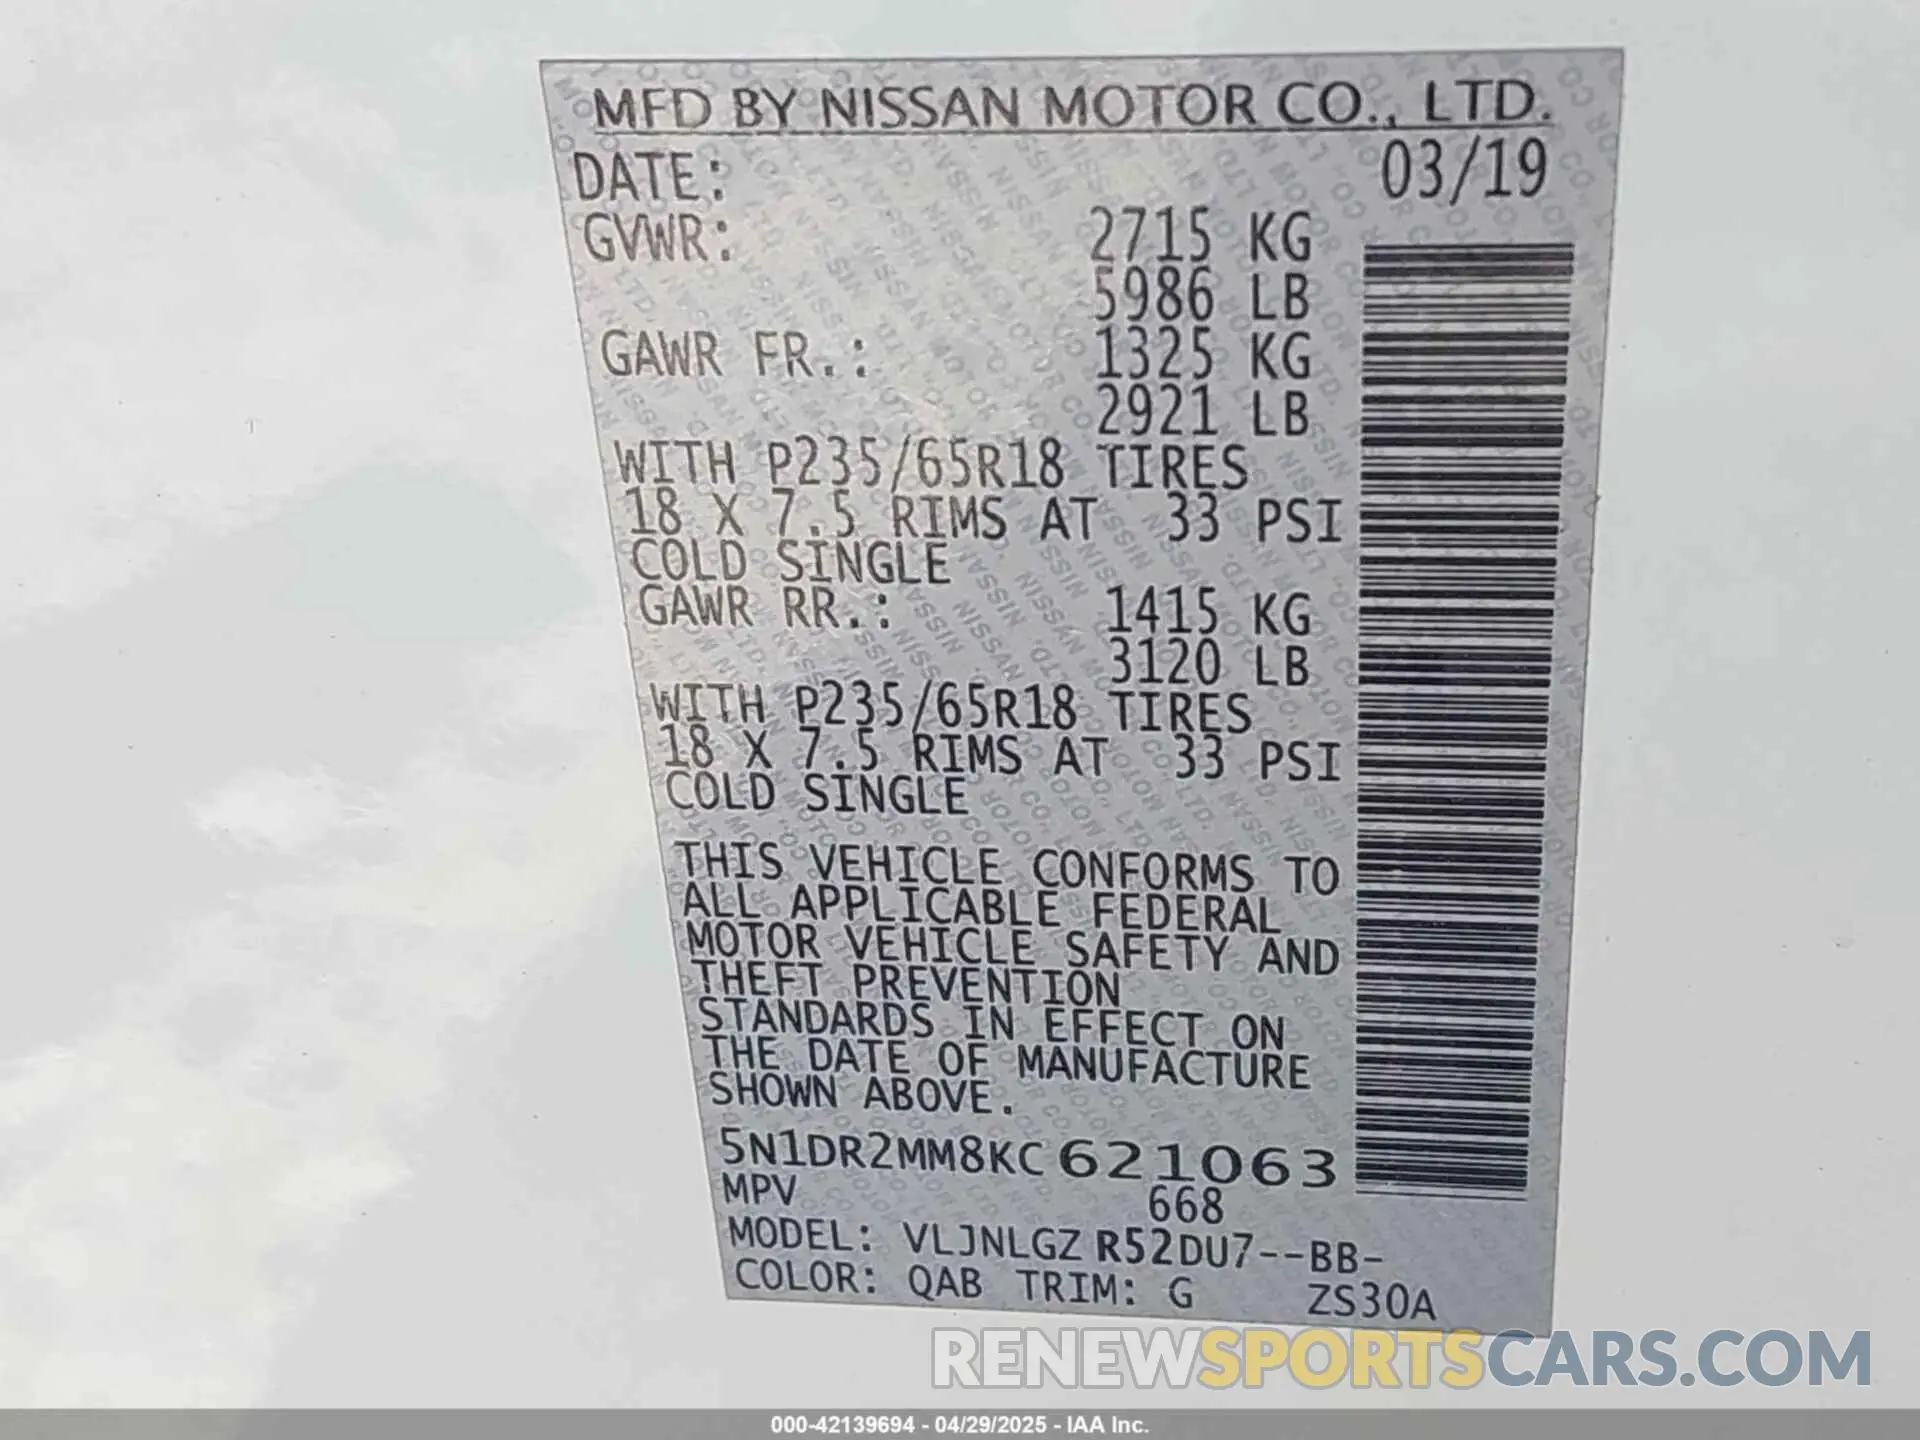 MFD BY NISSAN MOTOR CO., LTD.
DATE: 03/19
GVWR: 2715 KG
5986 LB
GAWR FR.: 1325 KG
2921 LB
WITH P235/65R18 TIRES
18 X 7.5 RIMS AT 33 PSI
COLD SINGLE
GAWR RR.: 1415 KG
3120 LB
WITH P235/65R18 TIRES
18 X 7.5 RIMS AT 33 PSI
COLD SINGLE
THIS VEHICLE CONFORMS TO
ALL APPLICABLE FEDERAL
MOTOR VEHICLE SAFETY AND
THEFT PREVENTION
STANDARDS IN EFFECT ON
THE DATE OF MANUFACTURE
SHOWN ABOVE.
5N1DR2MM8KC621063
MPV 668
MODEL: VLJNLGZ R52DU7--BB-
COLOR: QAB TRIM: G ZS30A
RENEWSPORTSCARS.COM
000-42139694 - 04/29/2025 - IAA Inc.